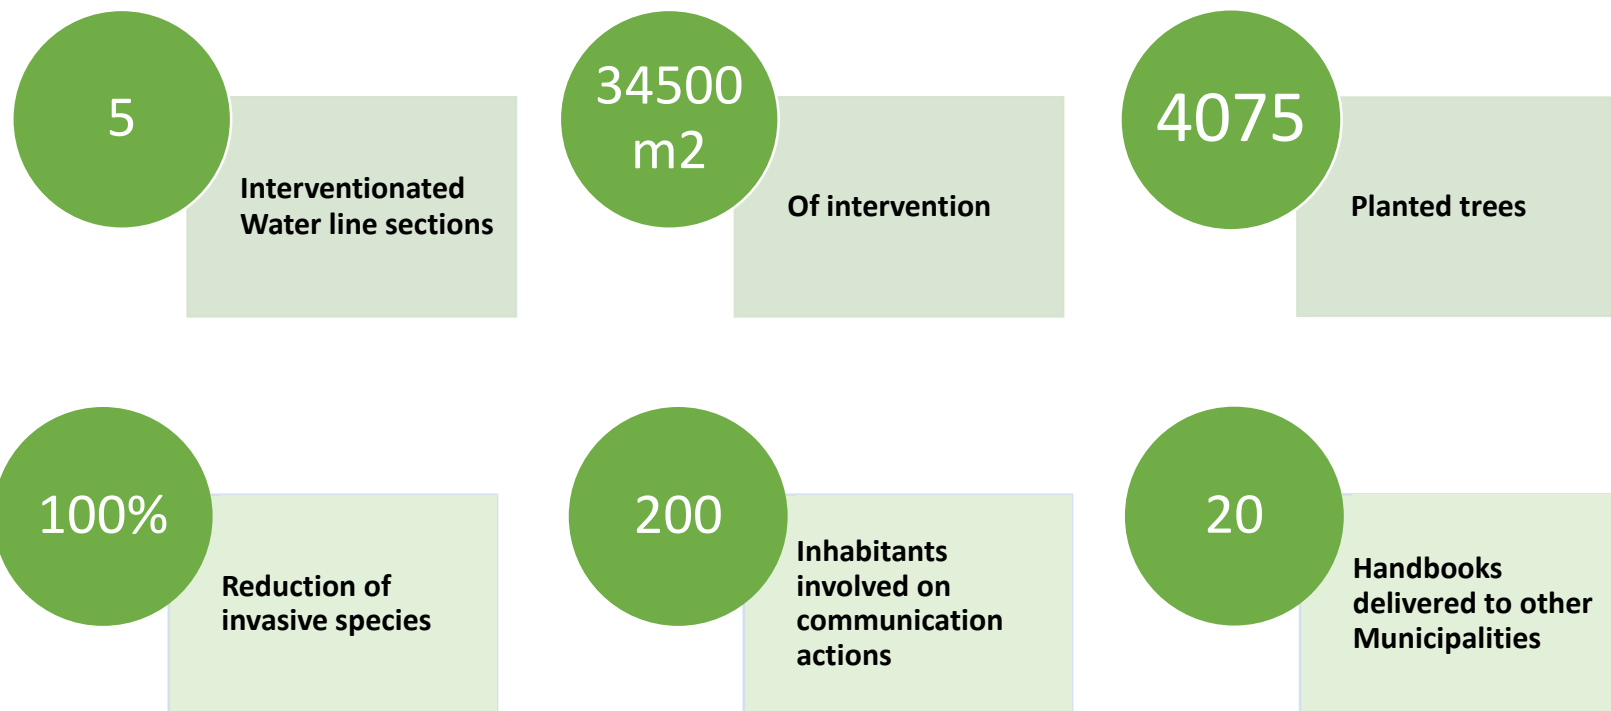 5
Interventionated
Water line sections
34500
m2
Of intervention
4075
Planted trees
100%
Reduction of
invasive species
200
Inhabitants
involved on
communication
actions
20
Handbooks
delivered to other
Municipalities